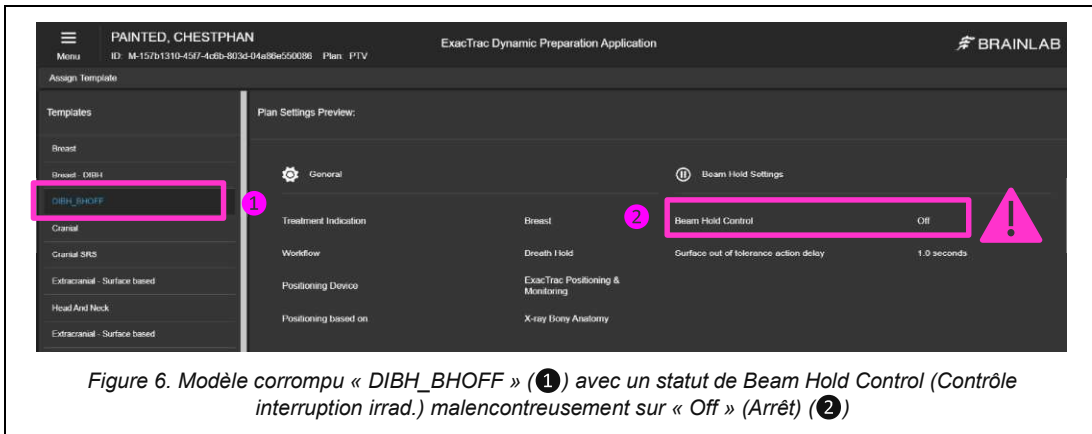 Menu
PAINTED, CHESTPHAN
ID: M-157b1310-45f7-4c6b-803d-04a86e550086 Plan: PTV
ExacTrac Dynamic Preparation Application
BRAINLAB
Assign Template
Templates
Plan Settings Preview:
Breast
Breast - DIBH
DIBH_BHOFF
Cranial
Cranial SRS
Extracranial - Surface based
Head And Neck
Extracranial - Surface based
1
General
Treatment Indication Breast
Workflow Breath Hold
Positioning Device ExacTrac Positioning &
Monitoring
Positioning based on X-ray Bony Anatomy
2
Beam Hold Settings
Beam Hold Control Off
Surface out of tolerance action delay 1.0 seconds
!
Figure 6. Modèle corrompu « DIBH_BHOFF » (❶) avec un statut de Beam Hold Control (Contrôle
interruption irrad.) malencontreusement sur « Off » (Arrêt) (❷)